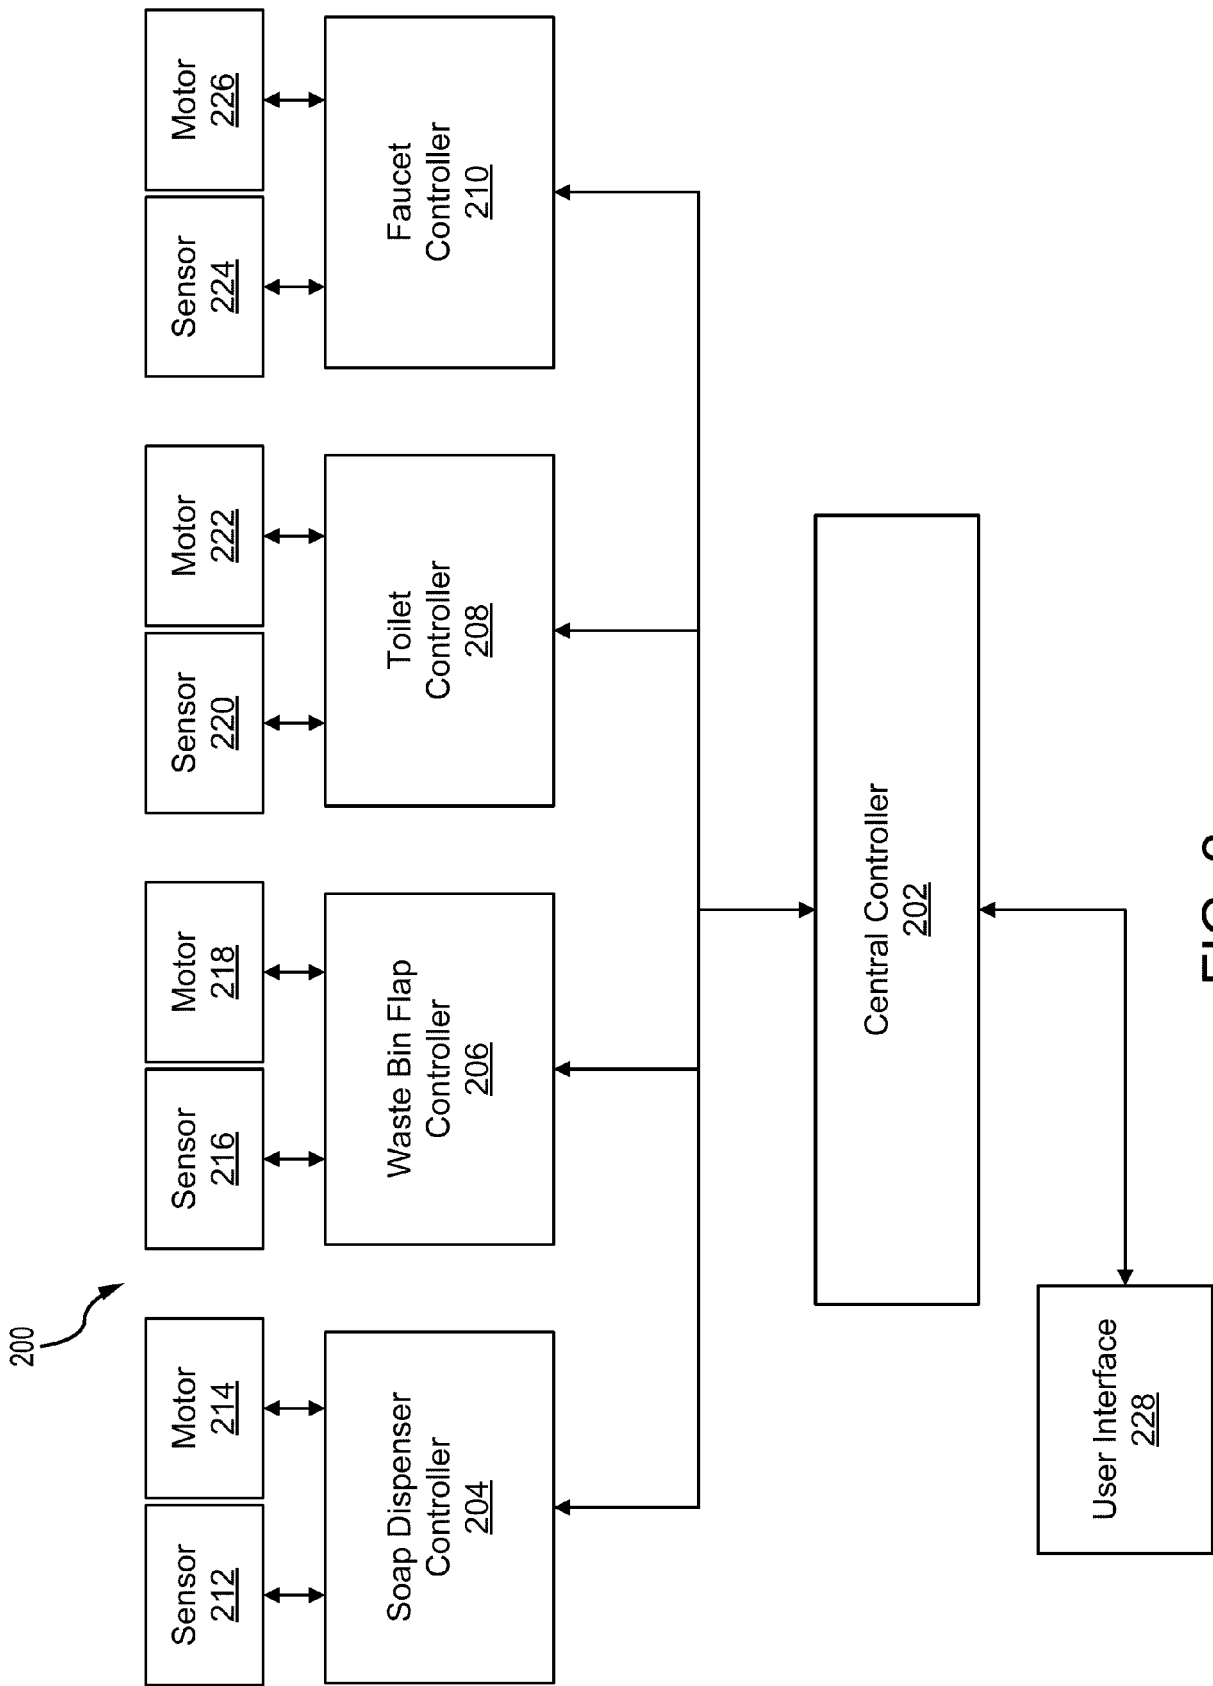 200
Sensor
212
Motor
214
Sensor
216
Motor
218
Sensor
220
Motor
222
Sensor
224
Motor
226
Soap Dispenser
Controller
204
Waste Bin Flap
Controller
206
Toilet
Controller
208
Faucet
Controller
210
Central Controller
202
User Interface
228
FIG.